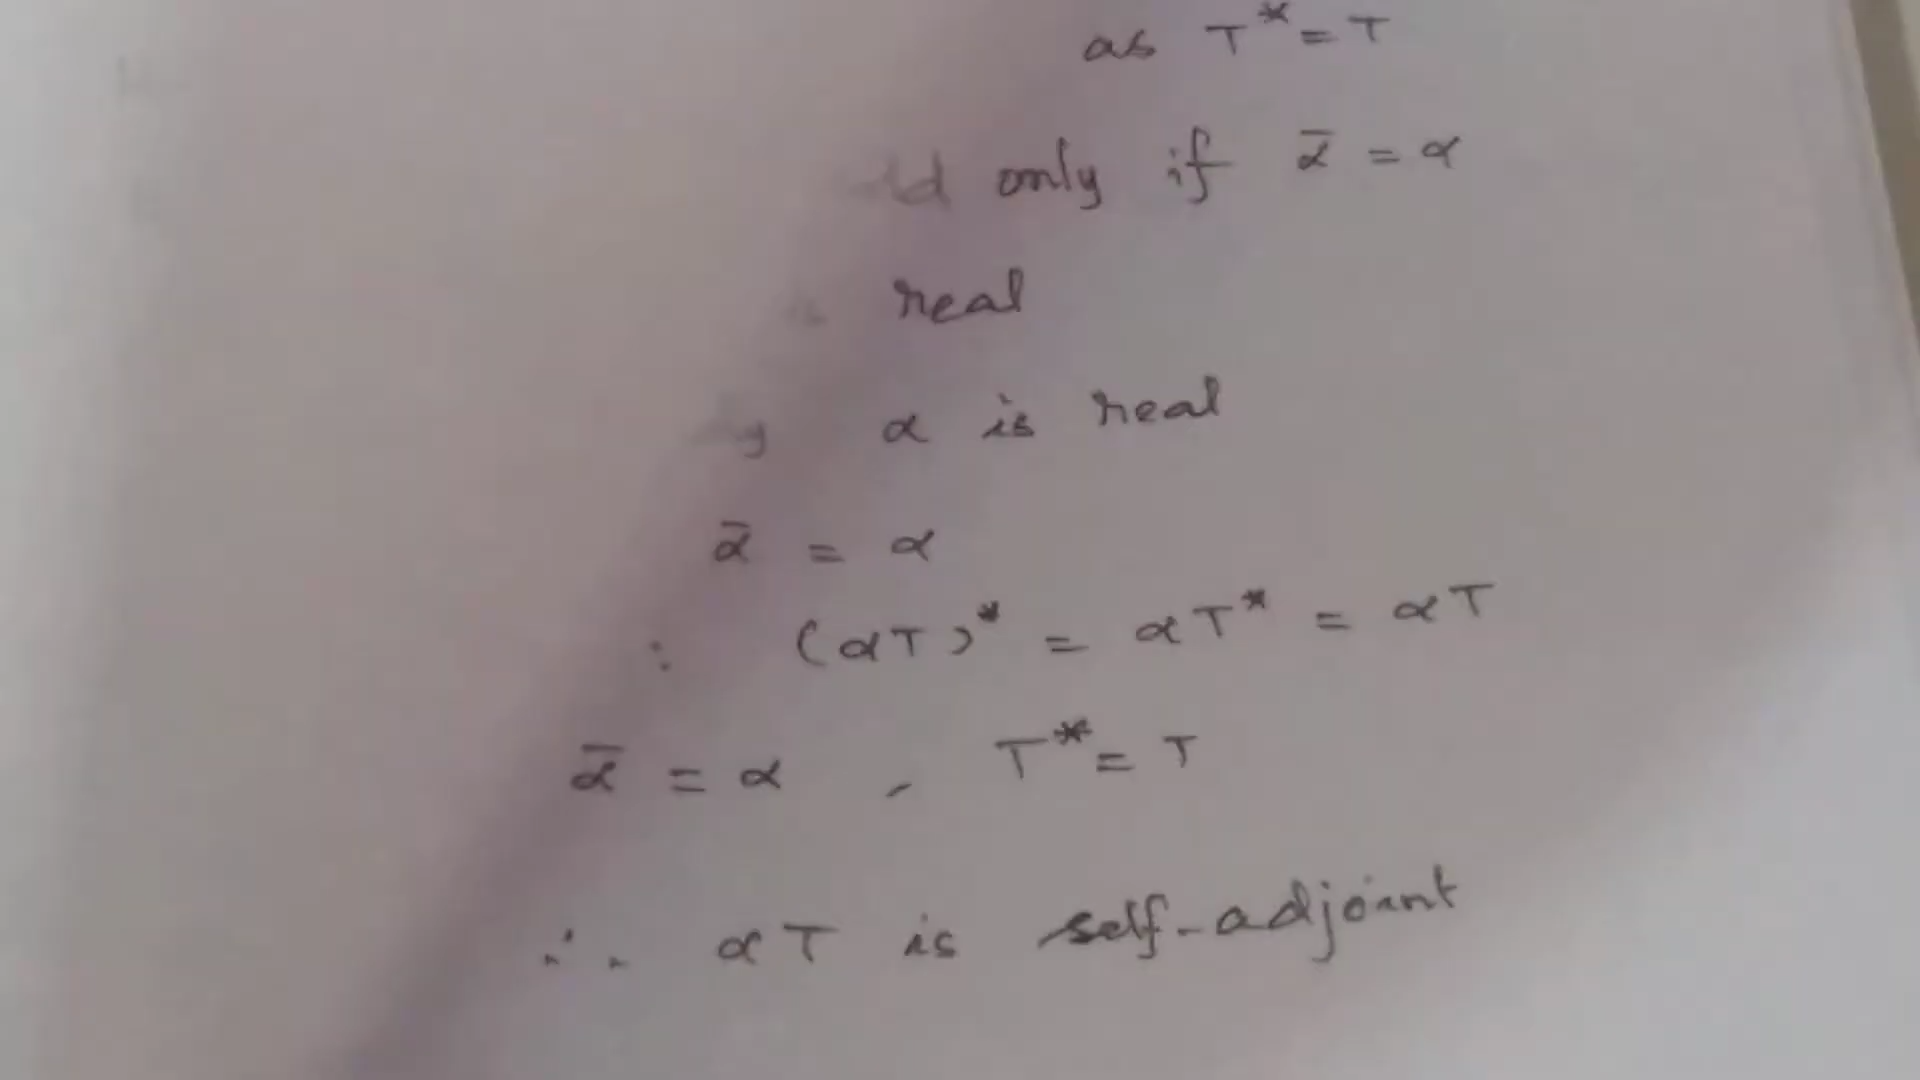 as T* = T
only if ᾱ = α
real
α is real
ᾱ = α
(αT)* = αT* = αT
ᾱ = α , T* = T
∴ αT is self-adjoint